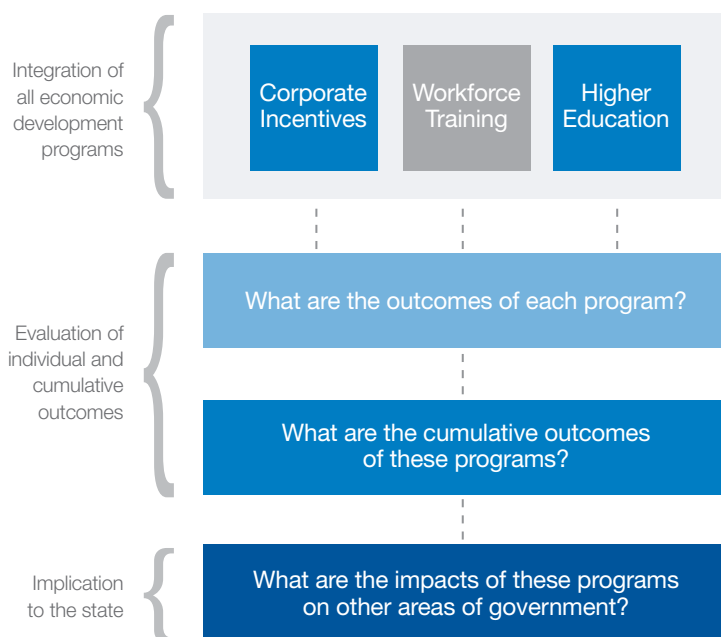 Integration of
all economic
development
programs
Corporate
Incentives
Workforce
Training
Higher
Education
Evaluation of
individual and
cumulative
outcomes
What are the outcomes of each program?
What are the cumulative outcomes
of these programs?
Implication
to the state
What are the impacts of these programs
on other areas of government?